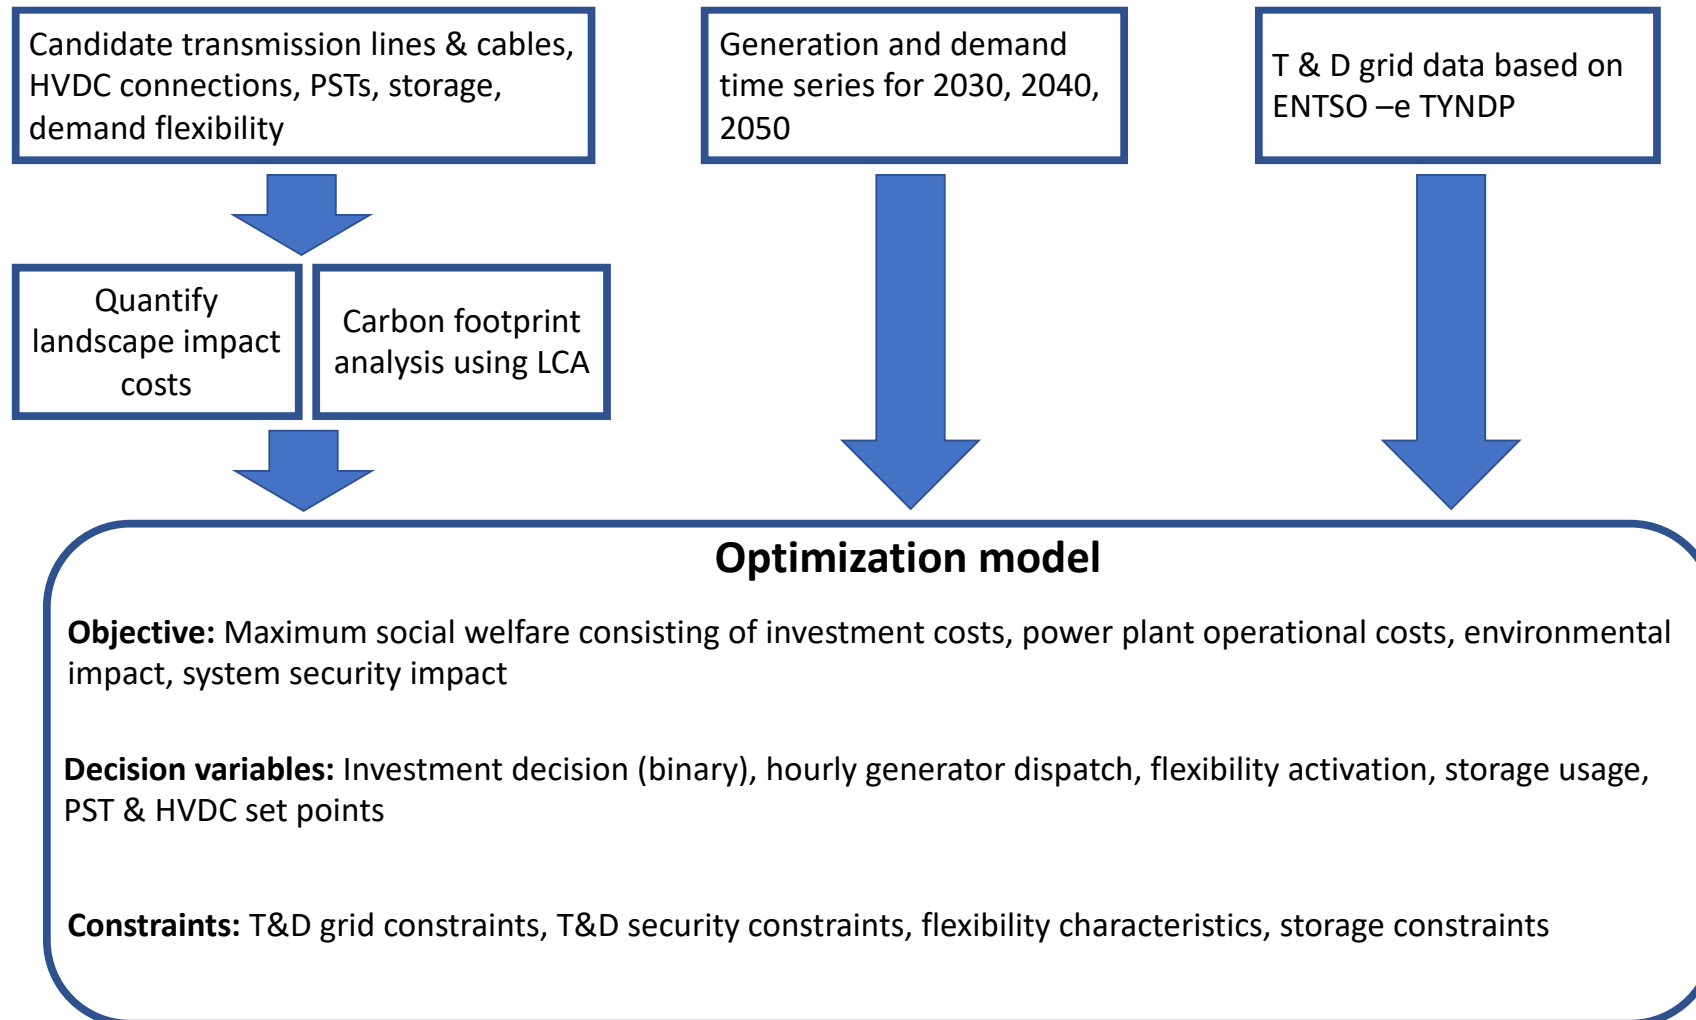 Candidate transmission lines & cables,
HVDC connections, PSTs, storage,
demand flexibility
Generation and demand
time series for 2030, 2040,
2050
T & D grid data based on
ENTSO –e TYNDP
Quantify
landscape impact
costs
Carbon footprint
analysis using LCA
Optimization model
Objective: Maximum social welfare consisting of investment costs, power plant operational costs, environmental
impact, system security impact
Decision variables: Investment decision (binary), hourly generator dispatch, flexibility activation, storage usage,
PST & HVDC set points
Constraints: T&D grid constraints, T&D security constraints, flexibility characteristics, storage constraints